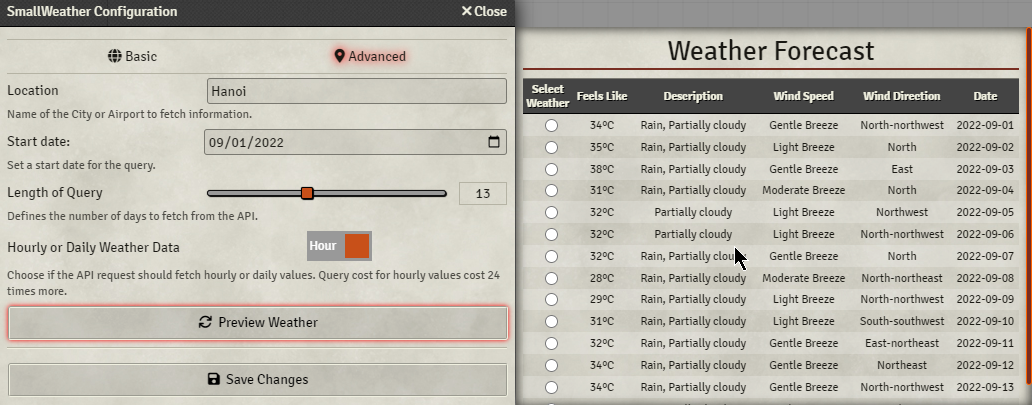 SmallWeather Configuration
Close
Basic
Advanced
Location
Hanoi
Name of the City or Airport to fetch information.
Start date:
09/01/2022
Set a start date for the query.
Length of Query
13
Defines the number of days to fetch from the API.
Hourly or Daily Weather Data
Hour
Choose if the API request should fetch hourly or daily values. Query cost for hourly values cost 24
times more.
Preview Weather
Save Changes
Weather Forecast
Select Weather Feels Like Description Wind Speed Wind Direction Date
34ºC Rain, Partially cloudy Gentle Breeze North-northwest 2022-09-01
35ºC Rain, Partially cloudy Light Breeze North 2022-09-02
38ºC Rain, Partially cloudy Gentle Breeze East 2022-09-03
31ºC Rain, Partially cloudy Moderate Breeze North 2022-09-04
32ºC Partially cloudy Light Breeze Northwest 2022-09-05
32ºC Partially cloudy Light Breeze North-northwest 2022-09-06
32ºC Rain, Partially cloudy Gentle Breeze North 2022-09-07
28ºC Rain, Partially cloudy Moderate Breeze North-northeast 2022-09-08
29ºC Rain, Partially cloudy Light Breeze North-northwest 2022-09-09
31ºC Rain, Partially cloudy Light Breeze South-southwest 2022-09-10
32ºC Rain, Partially cloudy Gentle Breeze East-northeast 2022-09-11
34ºC Rain, Partially cloudy Gentle Breeze Northeast 2022-09-12
34ºC Rain, Partially cloudy Gentle Breeze North-northwest 2022-09-13